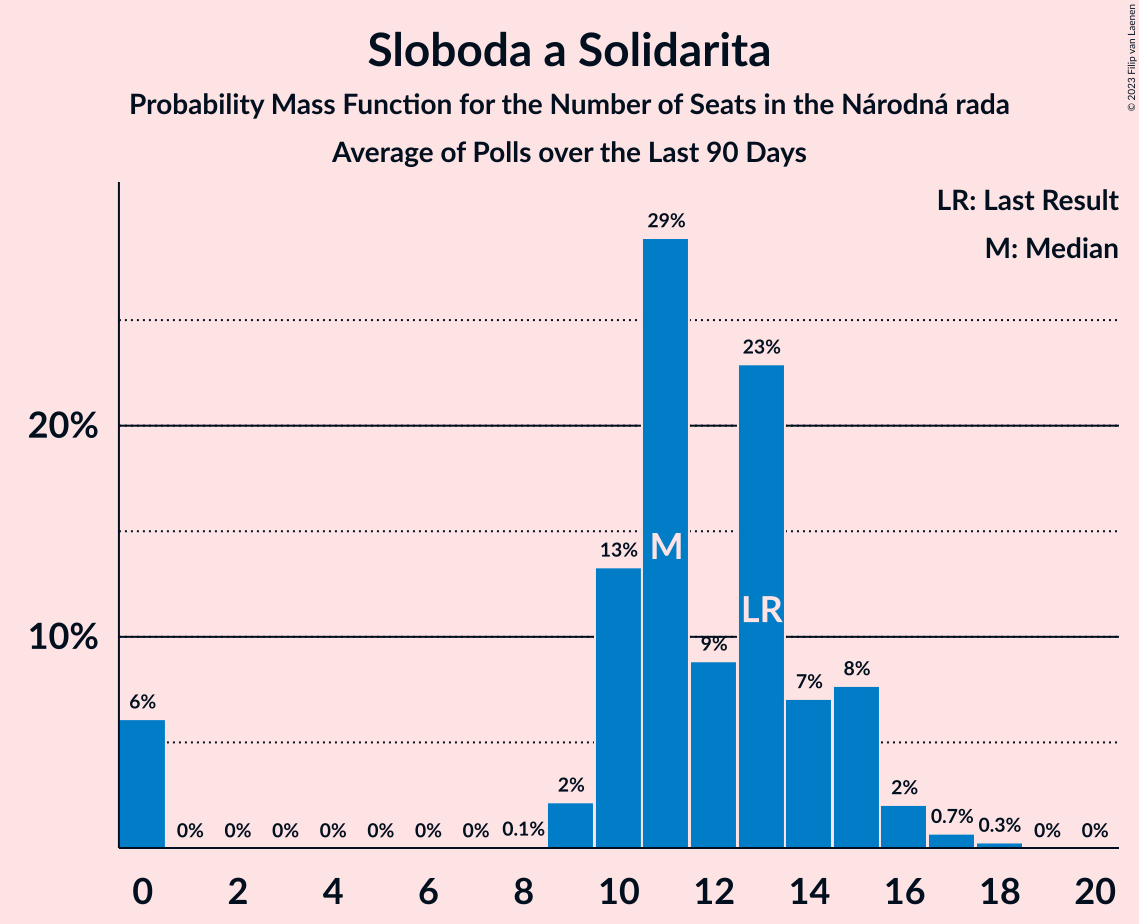 Sloboda a Solidarita
Probability Mass Function for the Number of Seats in the Národná rada
Average of Polls over the Last 90 Days
© 2023 Filip van Laenen
LR: Last Result
M: Median
29%
23%
20%
13%
M
LR
10%
9%
8%
7%
6%
2%
2%
0% 0% 0% 0% 0% 0% 0% 0.1% 0.7% 0.3% 0% 0%
0 2 4 6 8 10 12 14 16 18 20